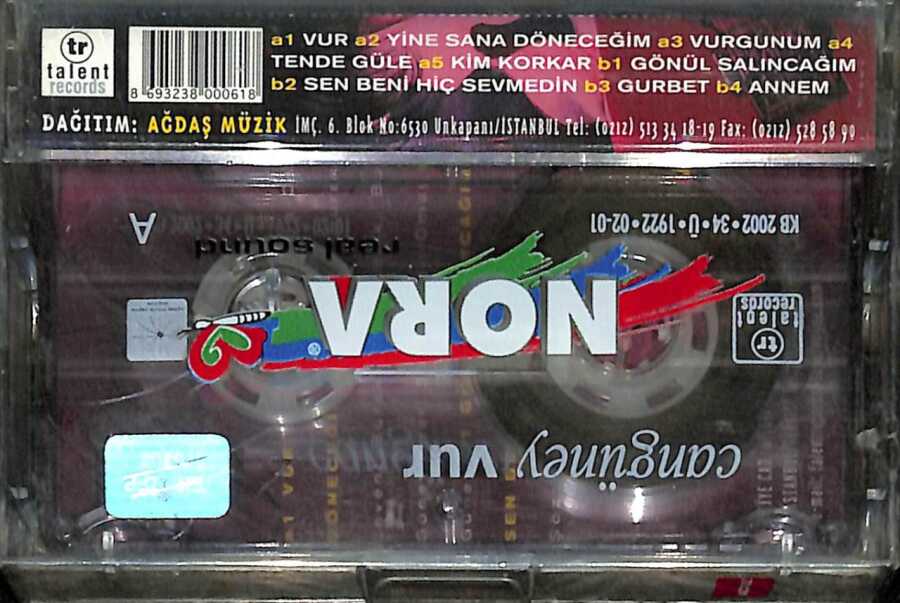 tr
talent
records
8 693238 000618
a1 VUR a2 YİNE SANA DÖNECEĞİM a3 VURGUNUM a4
TENDE GÜLE a5 KİM KORKAR b1 GÖNÜL SALINCAĞIM
b2 SEN BENİ HİÇ SEVMEDİN b3 GURBET b4 ANNEM
DAĞITIM: AĞDAŞ MÜZİK İMÇ. 6. Blok No:6530 Unkapanı/İSTANBUL Tel: (0212) 513 34 18-19 Fax: (0212) 528 58 90
cangüney vur
tr
talent
records
NORA
®
real sound
KB 2002•34•Ü•1922•02-01
A